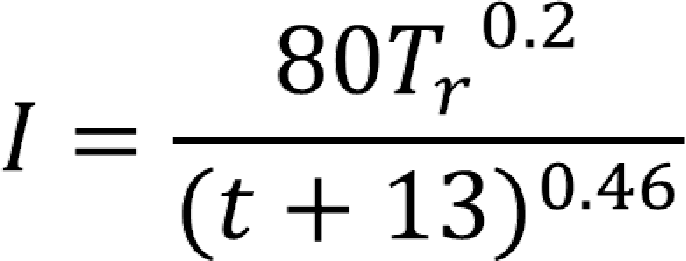 I = 80T_r^0.2 / (t + 13)^0.46